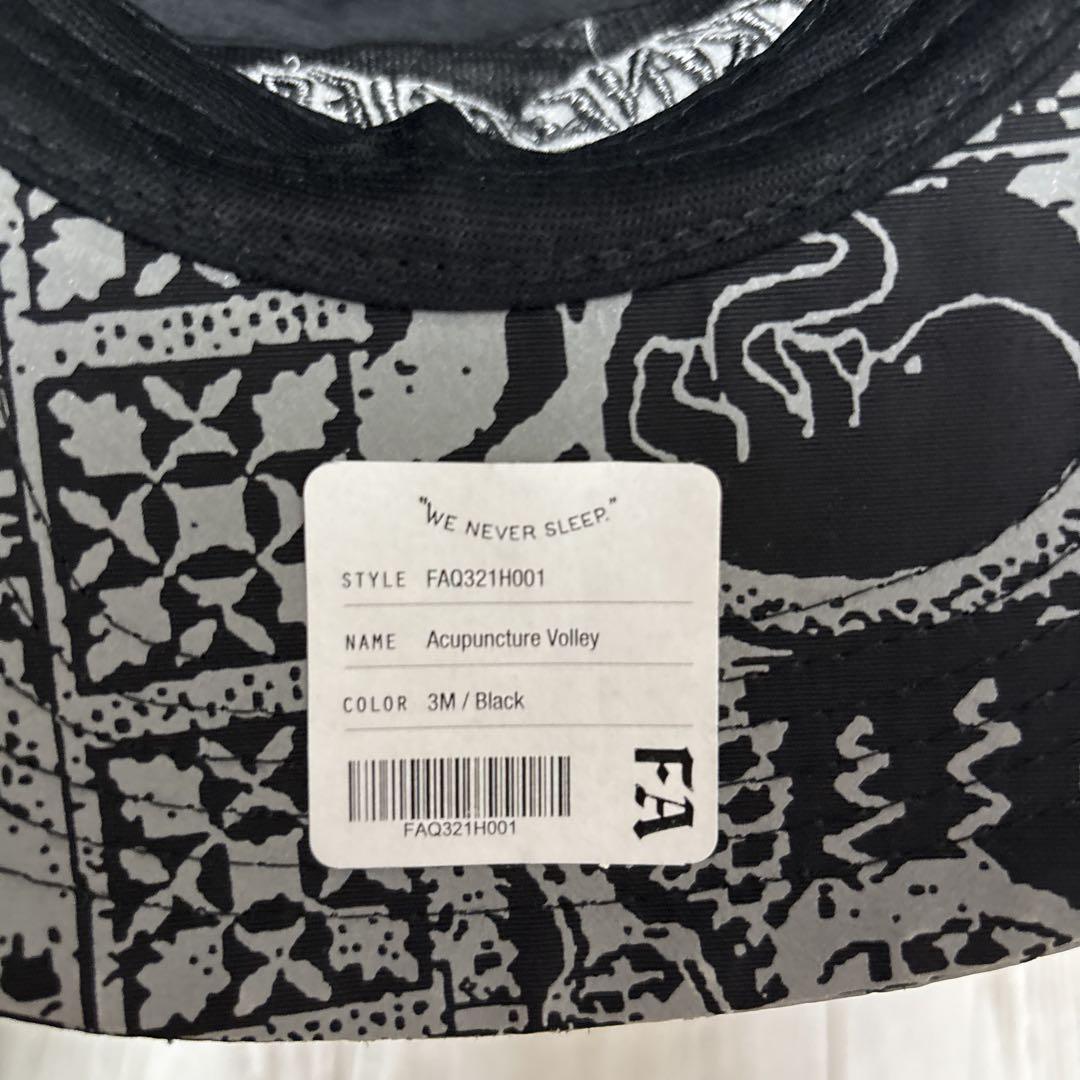 "WE NEVER SLEEP."
STYLE FAQ321H001
NAME Acupuncture Volley
COLOR 3M / Black
FAQ321H001
FA